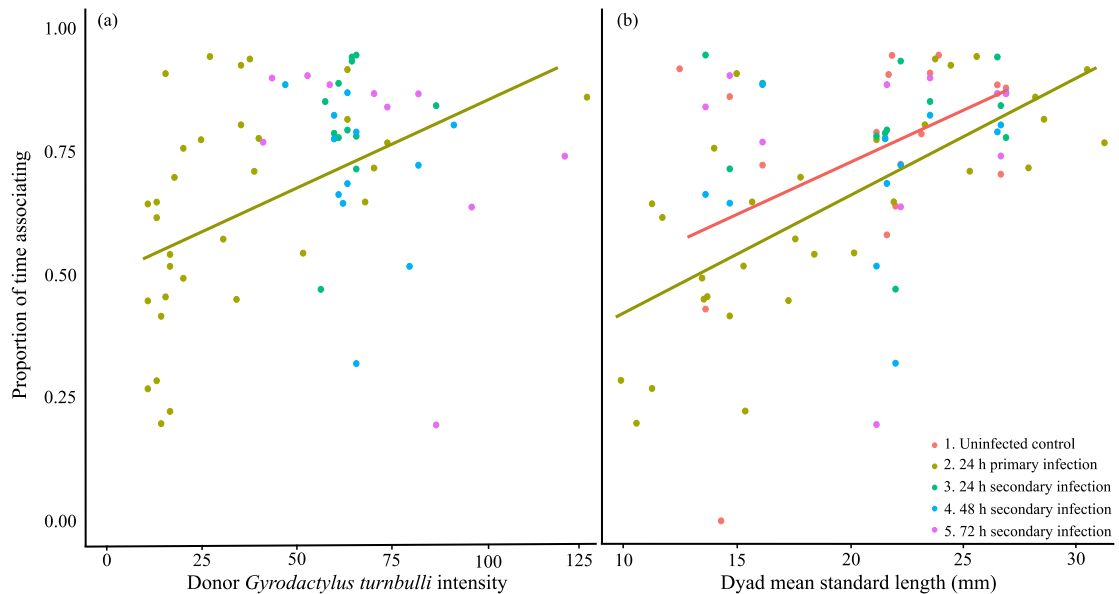 (a)
(b)
Proportion of time associating
1.00
0.75
0.50
0.25
0.00
0
25
50
75
100
125
Donor Gyrodactylus turnbulli intensity
10
15
20
25
30
Dyad mean standard length (mm)
1. Uninfected control
2. 24 h primary infection
3. 24 h secondary infection
4. 48 h secondary infection
5. 72 h secondary infection